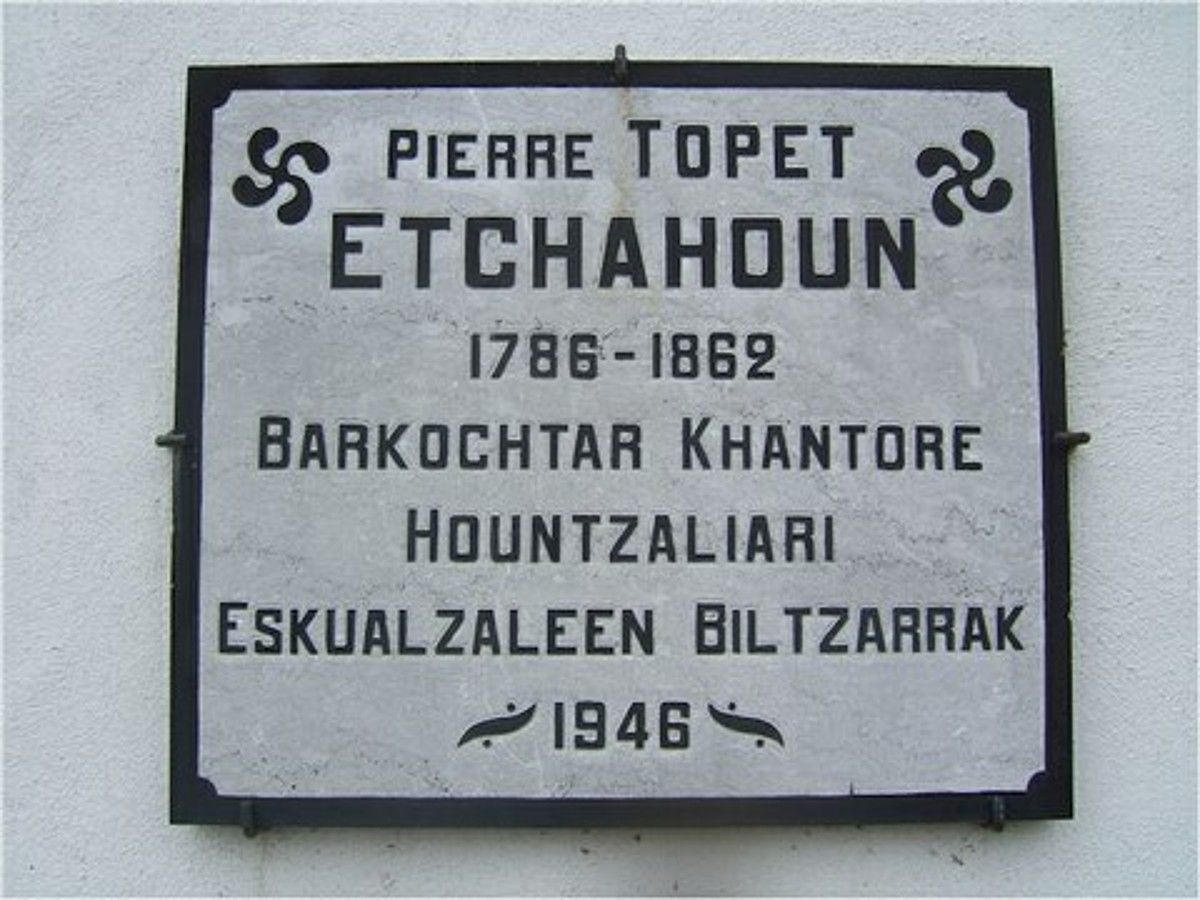 PIERRE TOPET
ETCHAHOUN
1786-1862
BARKOCHTAR KHANTORE
HOUNTZALIARI
ESKUALZALEEN BILTZARRAK
1946